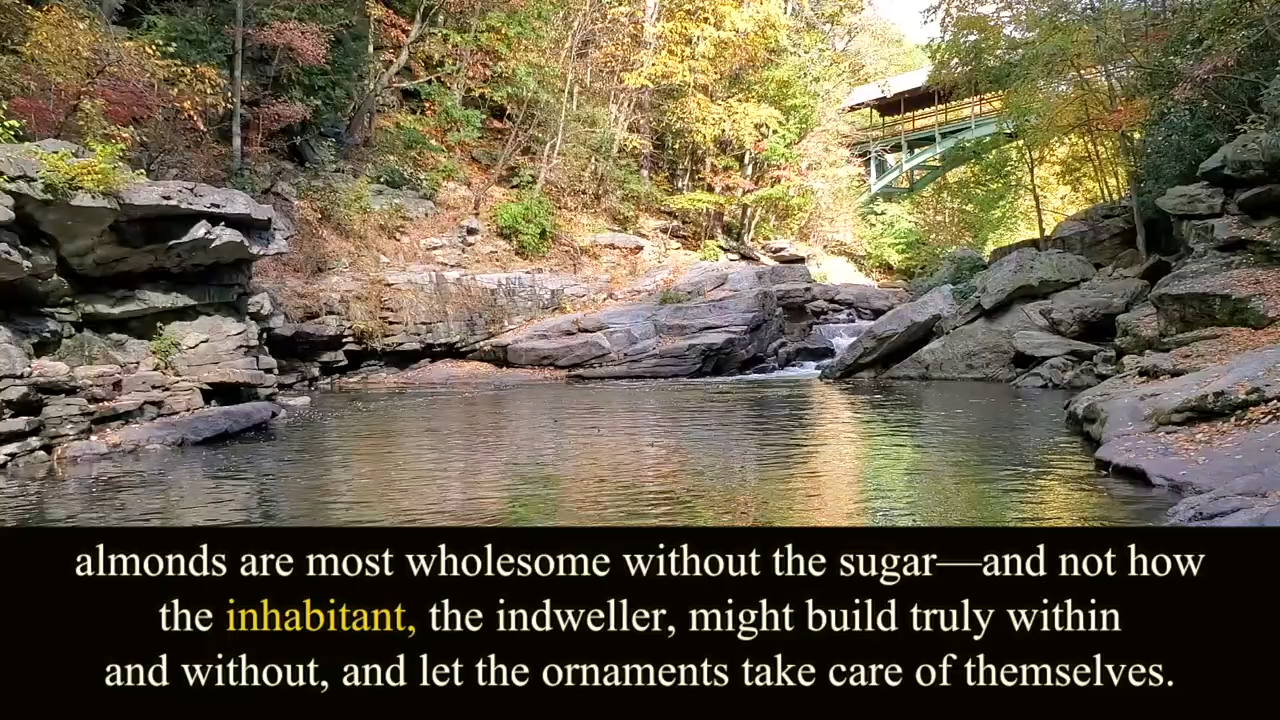 almonds are most wholesome without the sugar—and not how
the inhabitant, the indweller, might build truly within
and without, and let the ornaments take care of themselves.